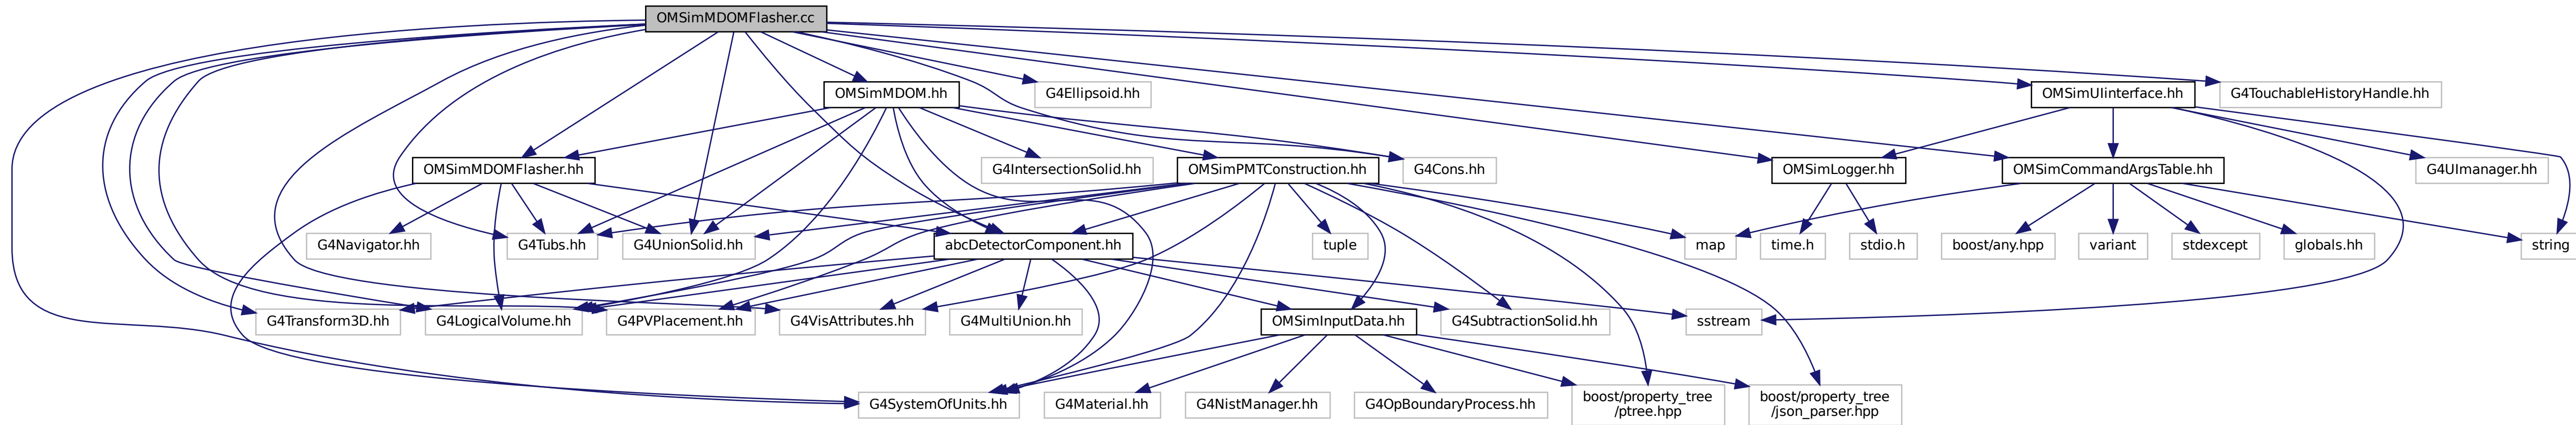 OMSimMDOMFlasher.cc
OMSimMDOM.hh
G4Ellipsoid.hh
OMSimUIinterface.hh
G4TouchableHistoryHandle.hh
OMSimMDOMFlasher.hh
G4IntersectionSolid.hh
OMSimPMTConstruction.hh
G4Cons.hh
OMSimLogger.hh
OMSimCommandArgsTable.hh
G4UImanager.hh
G4Navigator.hh
G4Tubs.hh
G4UnionSolid.hh
abcDetectorComponent.hh
tuple
map
time.h
stdio.h
boost/any.hpp
variant
stdexcept
globals.hh
string
G4Transform3D.hh
G4LogicalVolume.hh
G4PVPlacement.hh
G4VisAttributes.hh
G4MultiUnion.hh
OMSimInputData.hh
G4SubtractionSolid.hh
sstream
G4SystemOfUnits.hh
G4Material.hh
G4NistManager.hh
G4OpBoundaryProcess.hh
boost/property_tree
/ptree.hpp
boost/property_tree
/json_parser.hpp